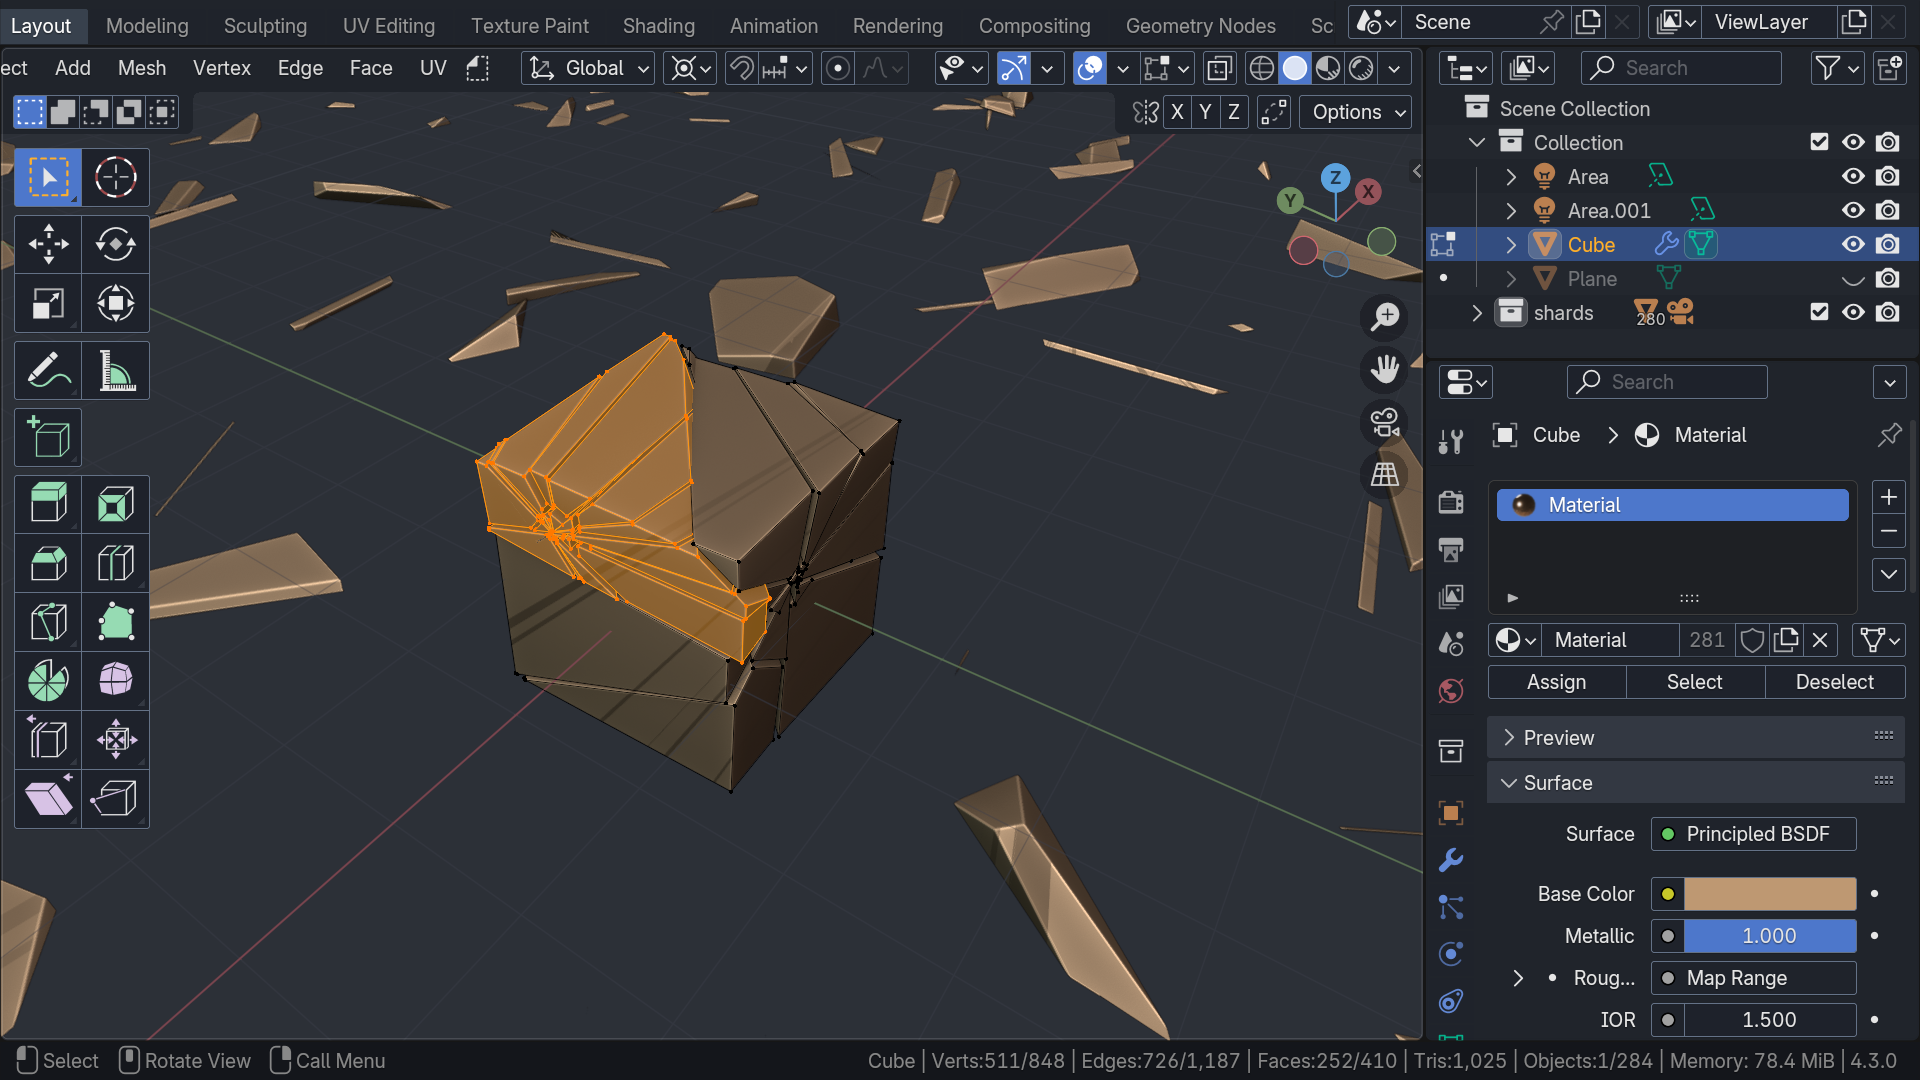 Layout Modeling Sculpting UV Editing Texture Paint Shading Animation Rendering Compositing Geometry Nodes Sc Scene ViewLayer
ect Add Mesh Vertex Edge Face UV Global Search
X Y Z Options
Scene Collection
Collection
Area
Area.001
Cube
Plane
shards 280
Z
X
Y
Search
Cube > Material
Material
Material 281
Assign Select Deselect
Preview
Surface
Surface Principled BSDF
Base Color
Metallic 1.000
Roug... Map Range
IOR 1.500
Select Rotate View Call Menu Cube | Verts:511/848 | Edges:726/1,187 | Faces:252/410 | Tris:1,025 | Objects:1/284 | Memory: 78.4 MiB | 4.3.0